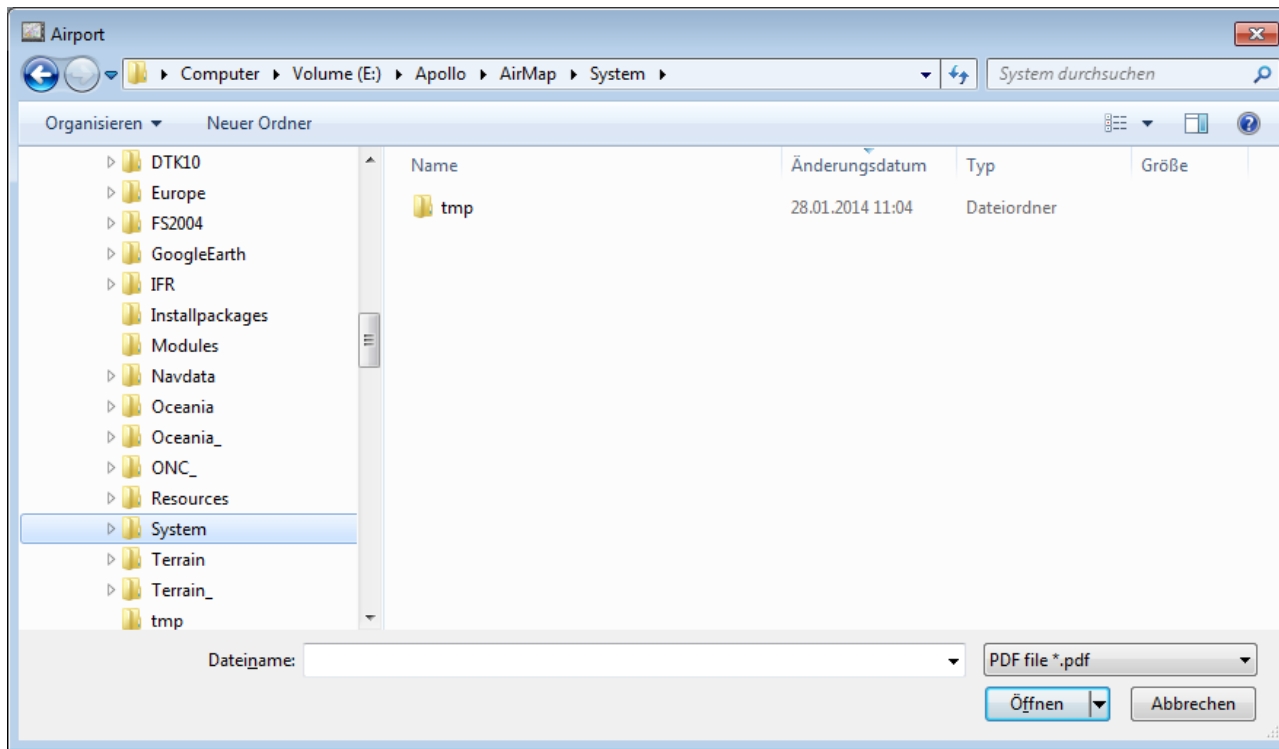 Airport
Computer Volume (E:) Apollo AirMap System
System durchsuchen
Organisieren Neuer Ordner
Name Änderungsdatum Typ Größe
tmp 28.01.2014 11:04 Dateiordner
DTK10
Europe
FS2004
GoogleEarth
IFR
Installpackages
Modules
Navdata
Oceania
Oceania_
ONC_
Resources
System
Terrain
Terrain_
tmp
Dateiname:
PDF file *.pdf
Öffnen Abbrechen